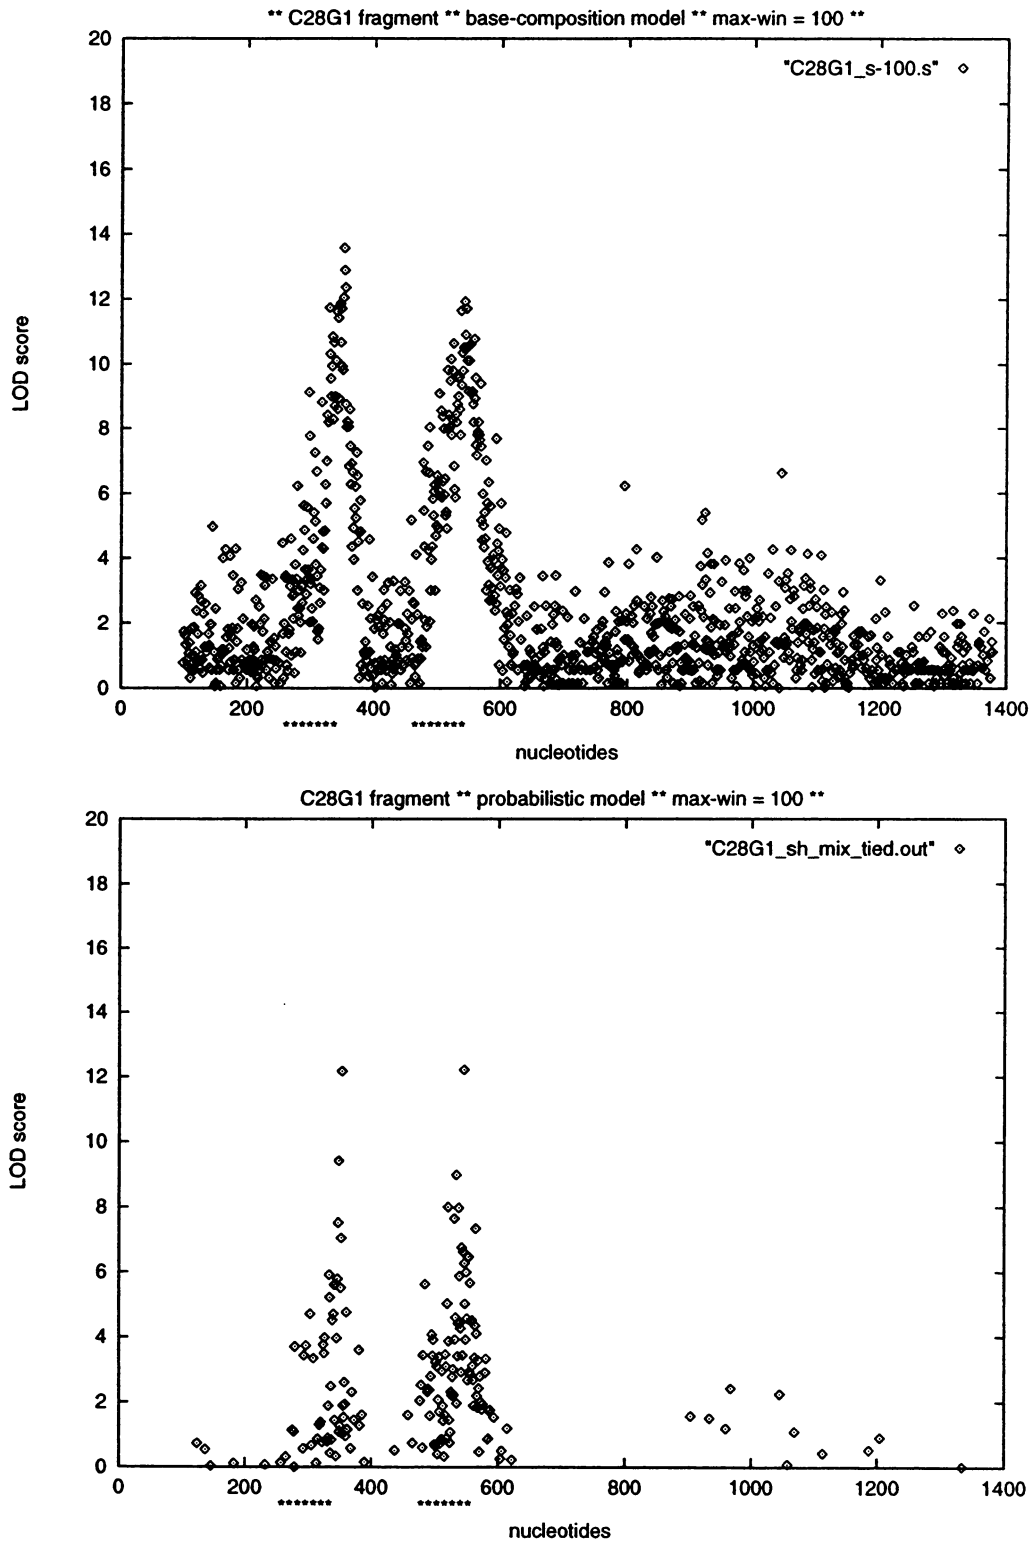 ** C28G1 fragment ** base-composition model ** max-win = 100 **
20
"C28G1_s-100.s"
18
16
14
12
LOD score
10
8
6
4
2
0
0 200 400 600 800 1000 1200 1400
******* *******
nucleotides
C28G1 fragment ** probabilistic model ** max-win = 100 **
20
"C28G1_sh_mix_tied.out"
18
16
14
12
LOD score
10
8
6
4
2
0
0 200 400 600 800 1000 1200 1400
******* *******
nucleotides